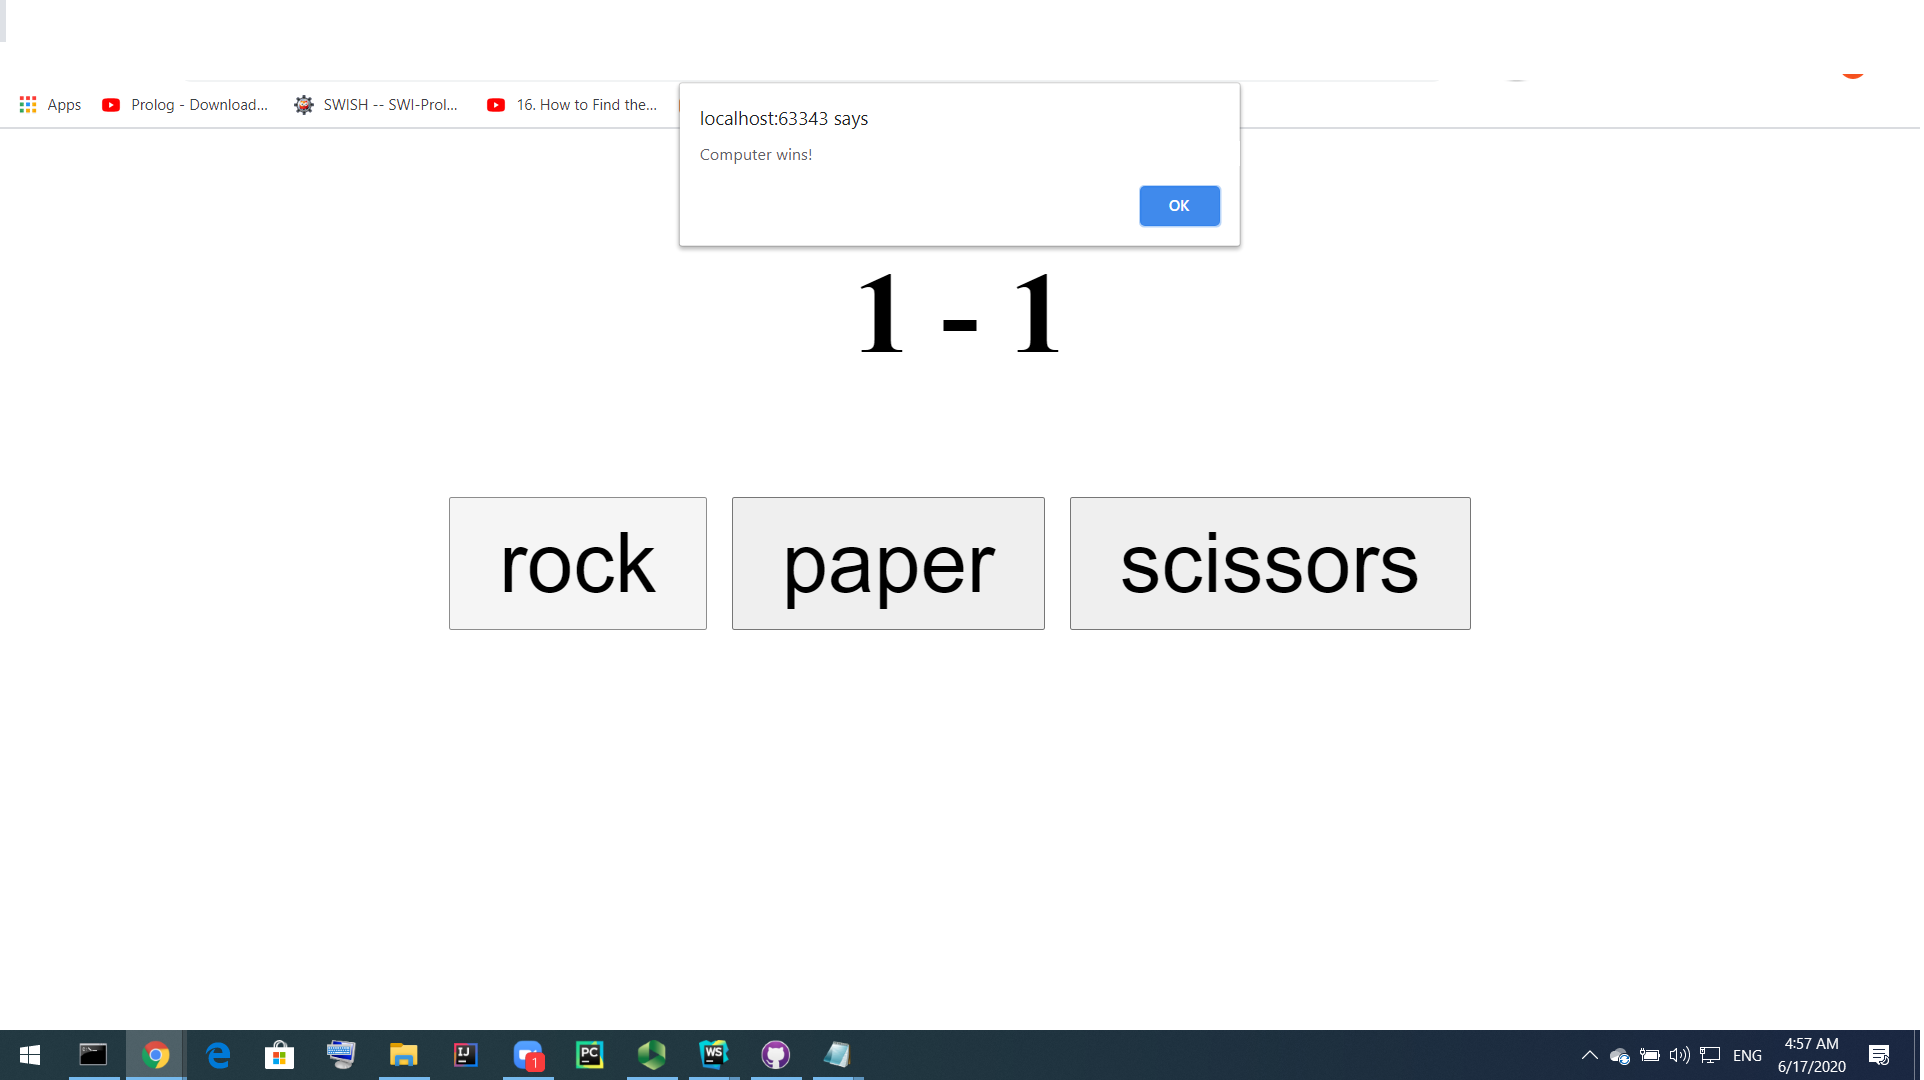 Apps
Prolog - Download...
SWISH -- SWI-Prol...
16. How to Find the...
localhost:63343 says
Computer wins!
OK
1 - 1
rock
paper
scissors
IJ
1
PC
WS
ENG
4:57 AM
6/17/2020